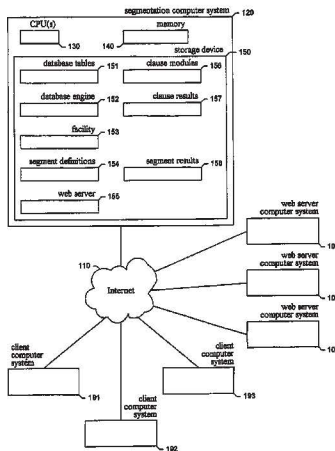 segmentation computer system
120
CPU(s)
130
memory
140
storage device
150
database tables
151
clause modules
156
database engine
152
clause results
157
facility
153
segment definitions
154
segment results
158
web server
155
110
Internet
web server
computer system
web server
computer system
web server
computer system
client
computer
system
191
client
computer
system
192
client
computer
system
193